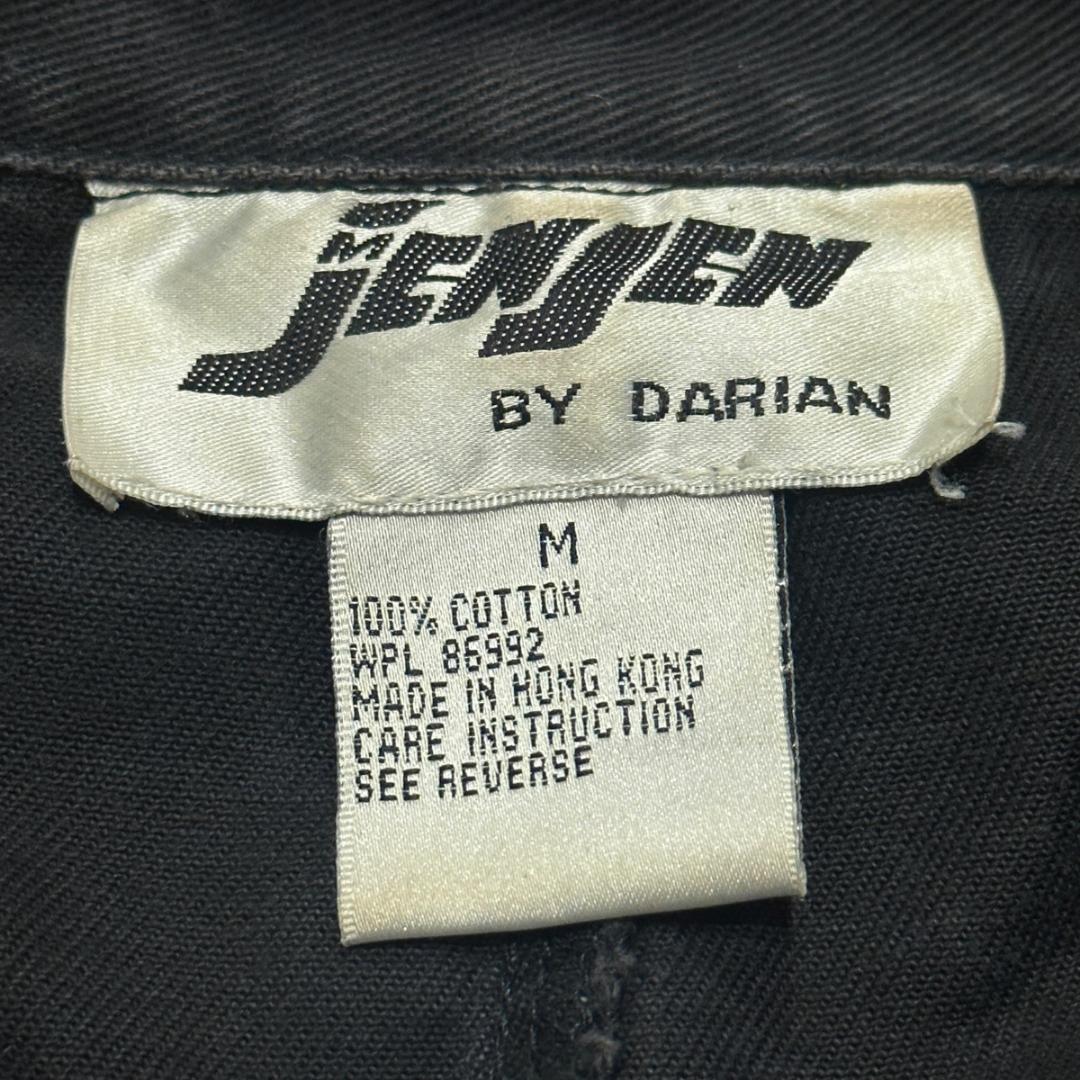 M JENJEN
BY DARIAN
M
100% COTTON
WPL 86992
MADE IN HONG KONG
CARE INSTRUCTION
SEE REVERSE